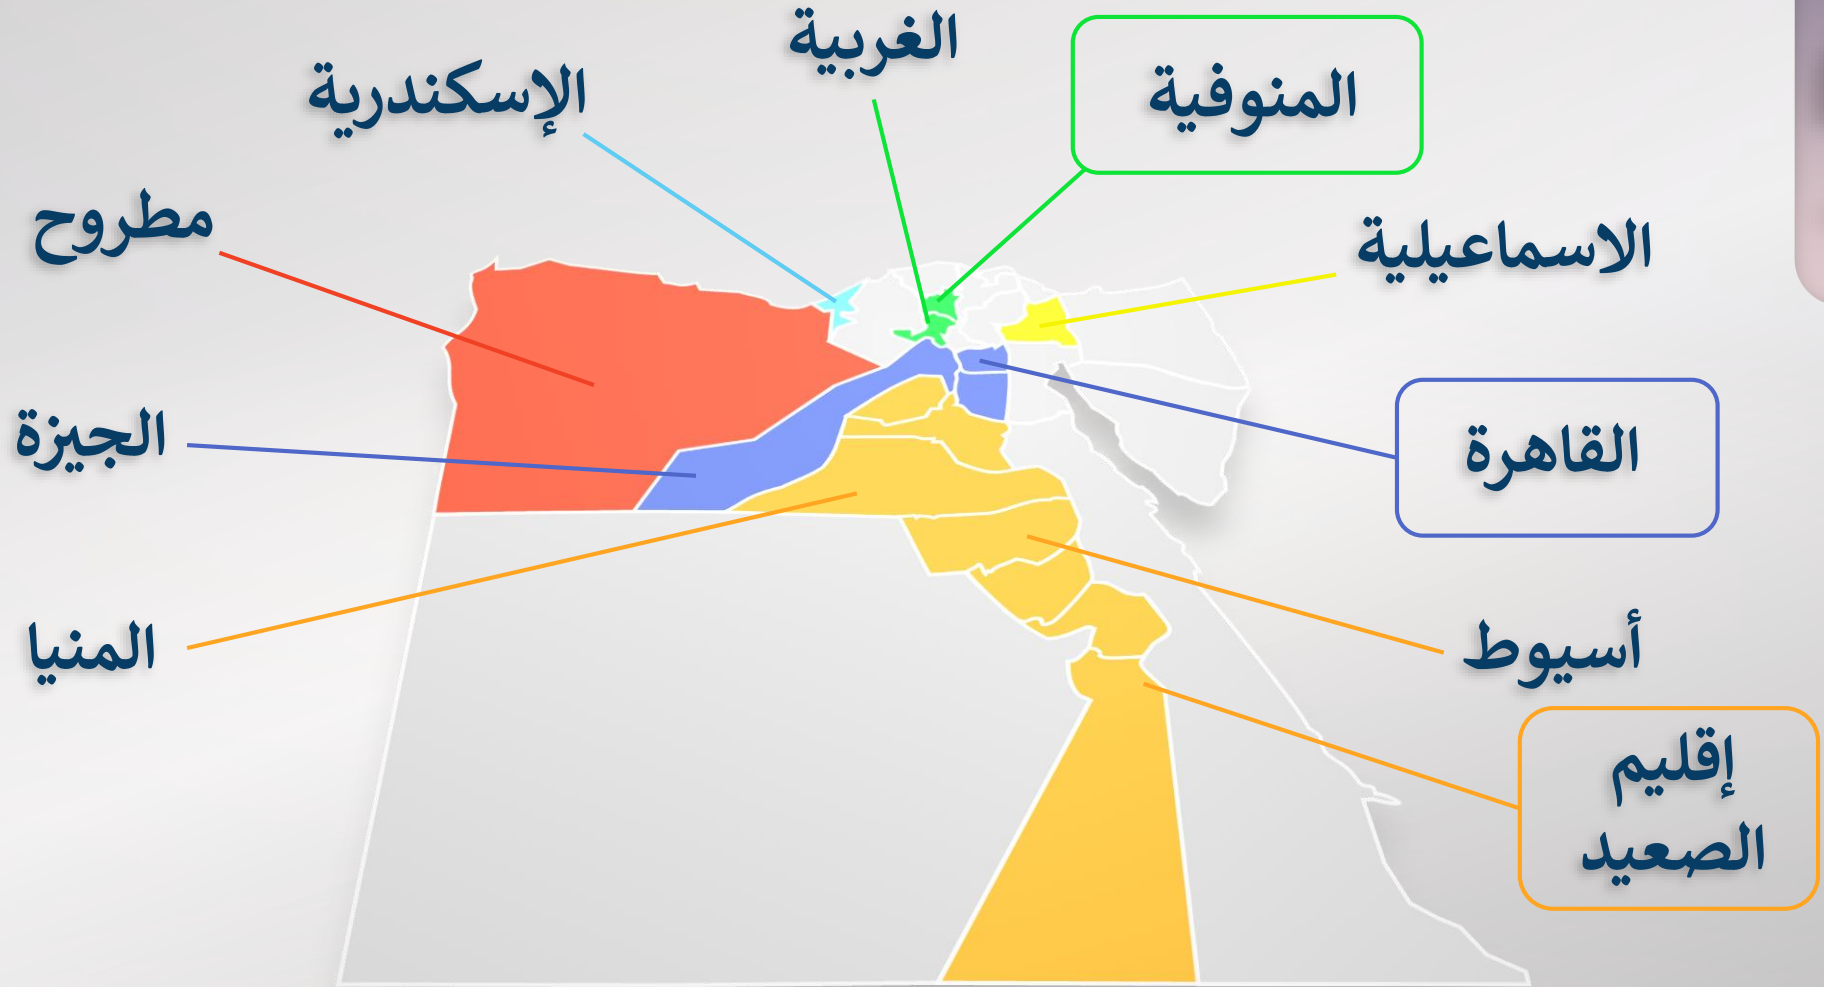 الغربية
المنوفية
الإسكندرية
مطروح
الاسماعيلية
الجيزة
القاهرة
المنيا
أسيوط
إقليم
الصعيد